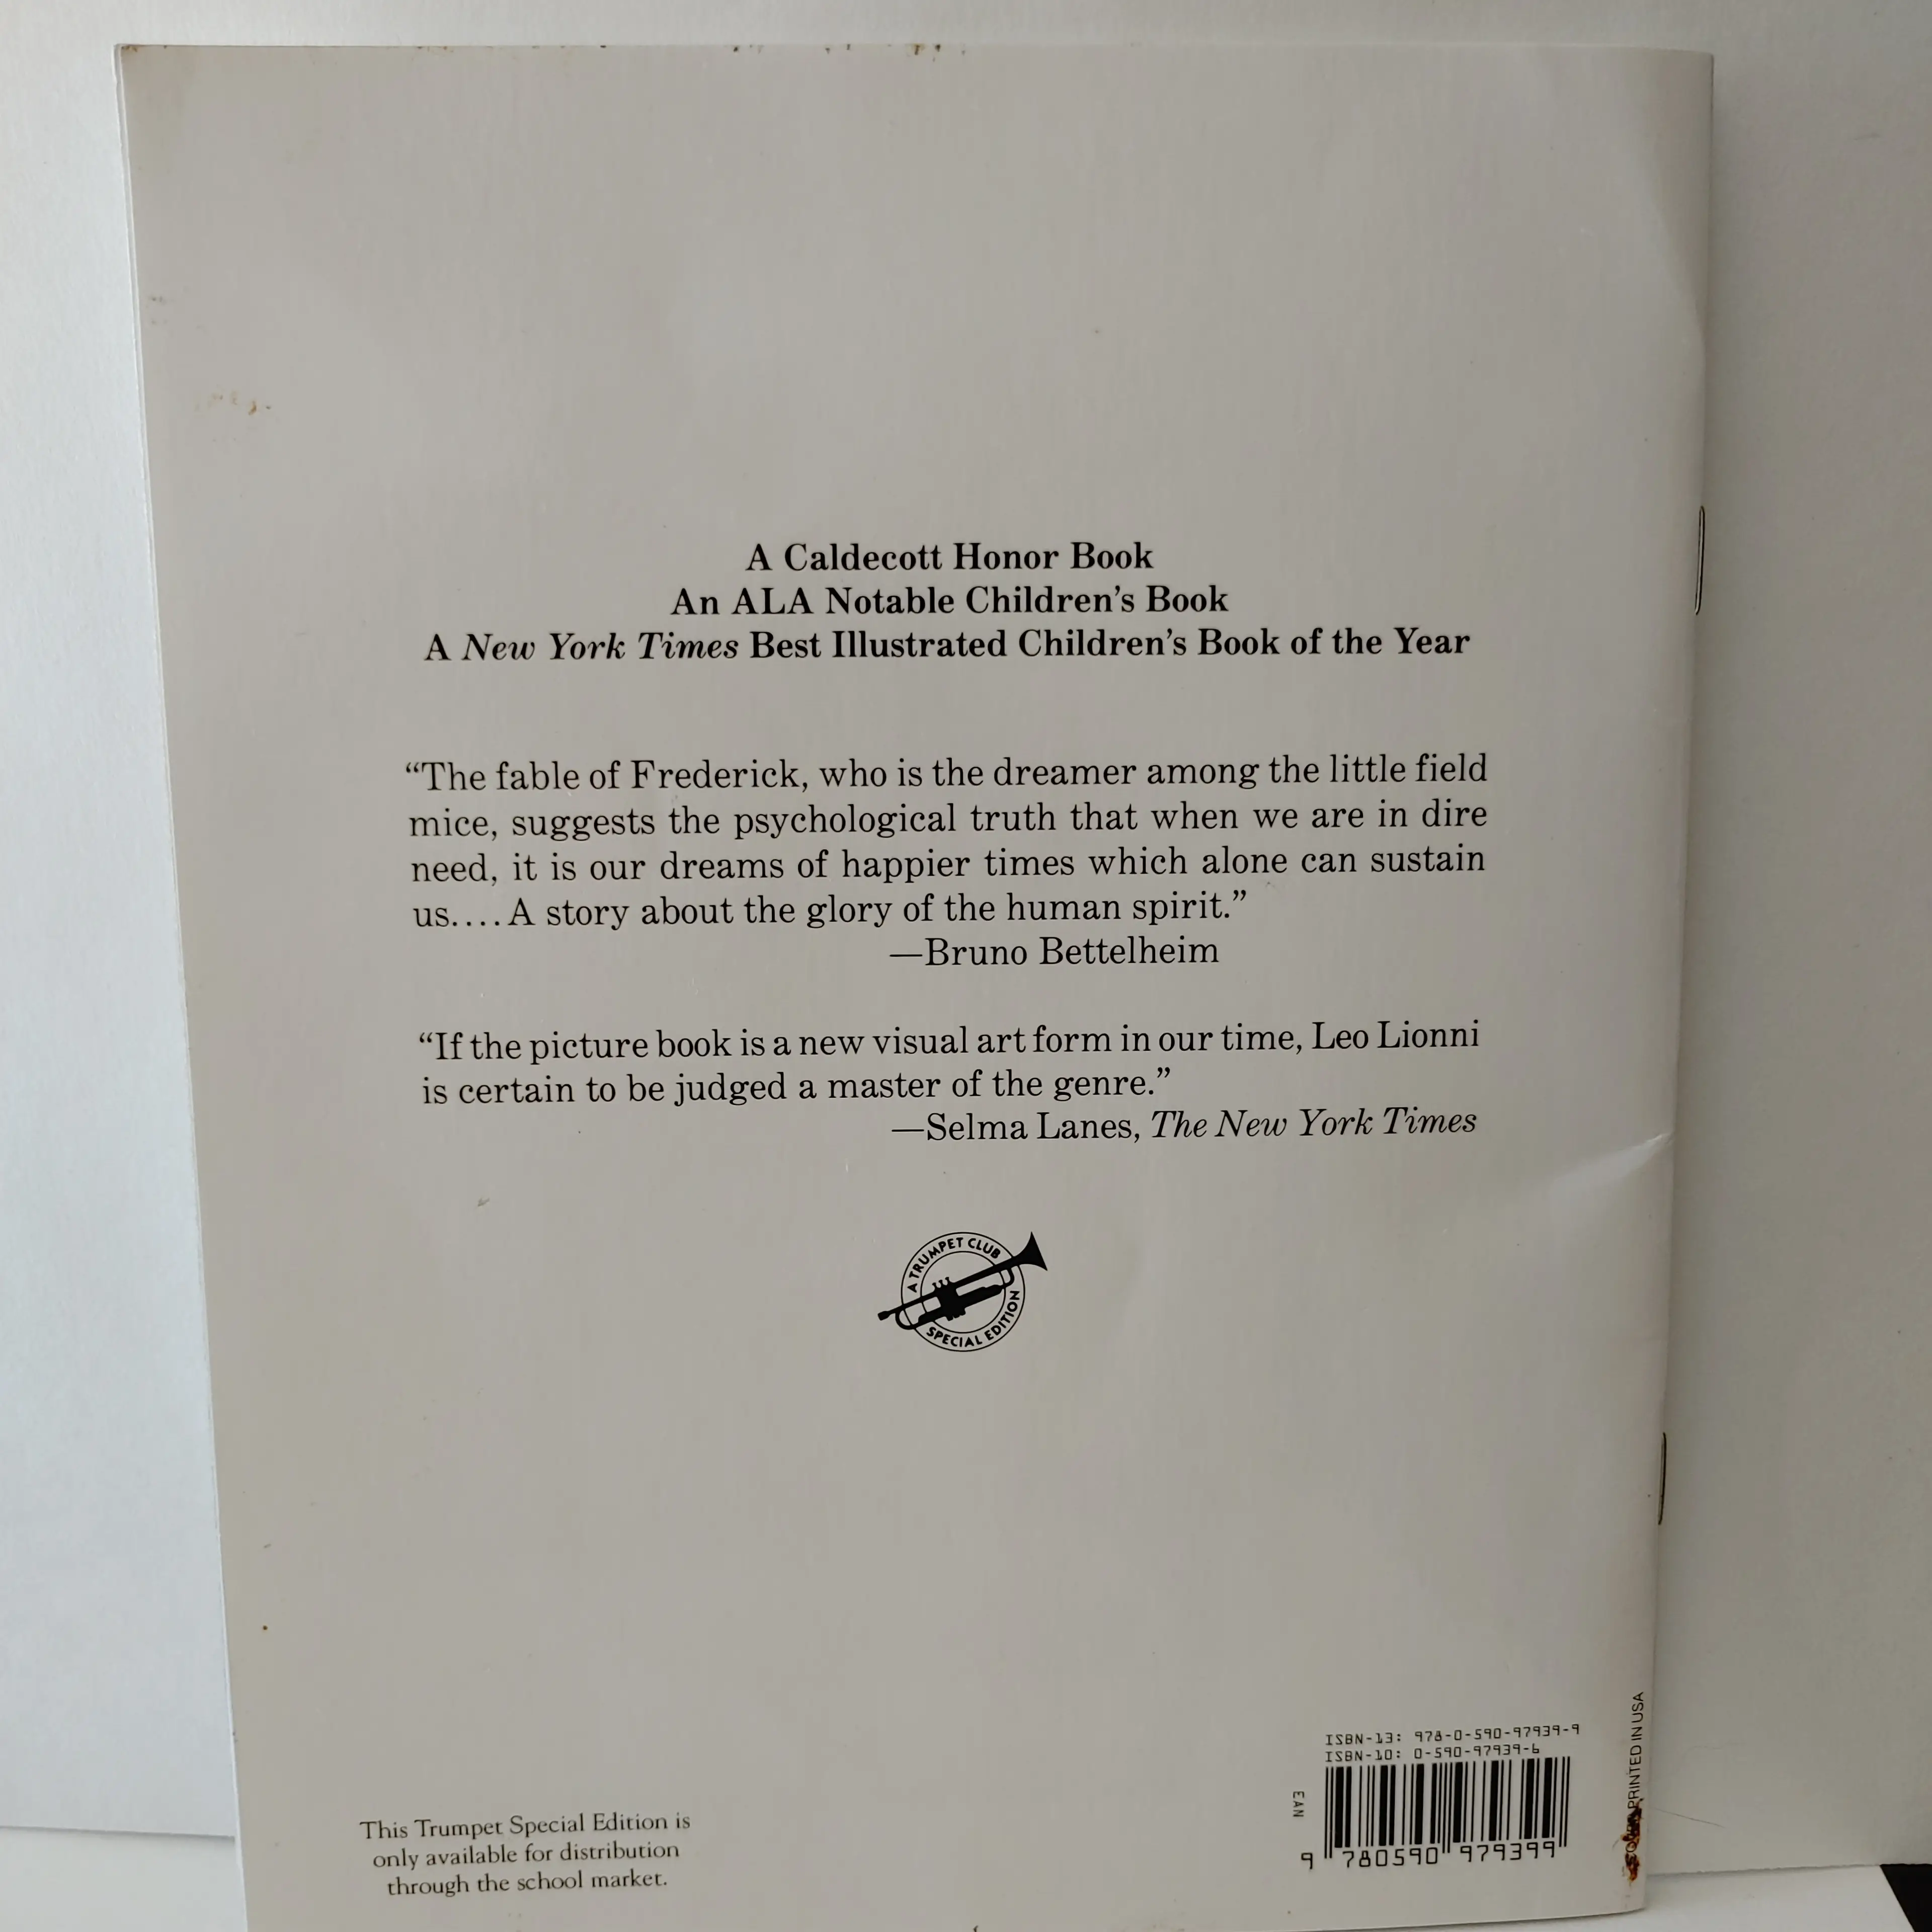 A Caldecott Honor Book
An ALA Notable Children's Book
A New York Times Best Illustrated Children's Book of the Year
“The fable of Frederick, who is the dreamer among the little field
mice, suggests the psychological truth that when we are in dire
need, it is our dreams of happier times which alone can sustain
us.... A story about the glory of the human spirit.”
—Bruno Bettelheim
“If the picture book is a new visual art form in our time, Leo Lionni
is certain to be judged a master of the genre.”
—Selma Lanes, The New York Times
A TRUMPET CLUB
SPECIAL EDITION
This Trumpet Special Edition is
only available for distribution
through the school market.
ISBN-13: 978-0-590-97939-9
ISBN-10: 0-590-97939-6
EAN
9 780590 979399
PRINTED IN USA